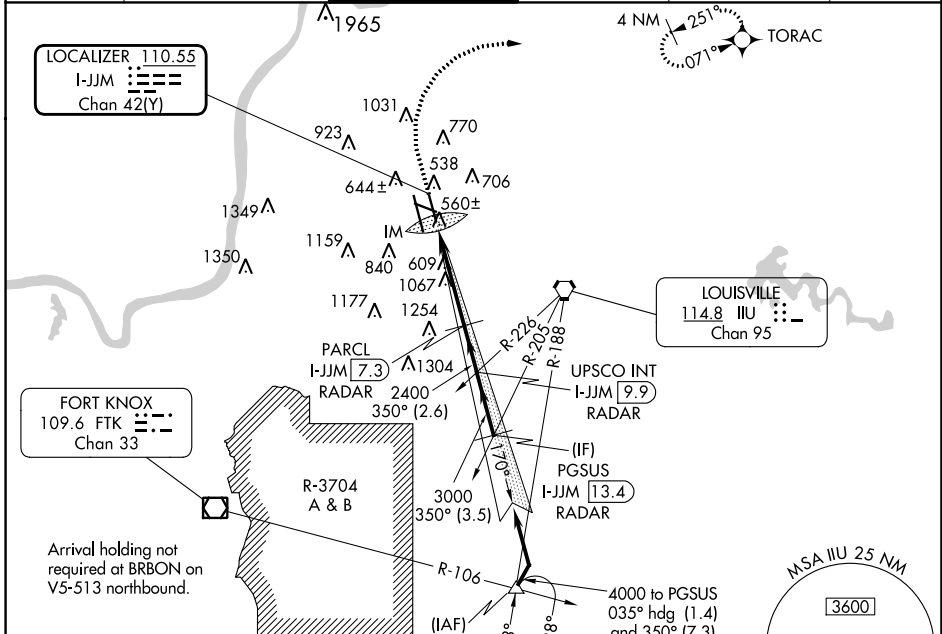 1965
4 NM
251°
071°
TORAC
LOCALIZER 110.55
I-JJM
Chan 42(Y)
1031
923
770
538
644±
706
1349
560±
IM
1159
840
609
1350
1067
1177
1254
LOUISVILLE
114.8 IIU
Chan 95
R-226
R-205
R-188
PARCL
I-JJM 7.3
RADAR
1304
UPSCO INT
I-JJM 9.9
RADAR
2400
350° (2.6)
FORT KNOX
109.6 FTK
Chan 33
170°
(IF)
PGSUS
I-JJM 13.4
RADAR
R-3704
A & B
3000
350° (3.5)
Arrival holding not
required at BRBON on
V5-513 northbound.
R-106
(IAF)
4000 to PGSUS
035° hdg (1.4)
and 350° (7.3)
MSA IIU 25 NM
3600